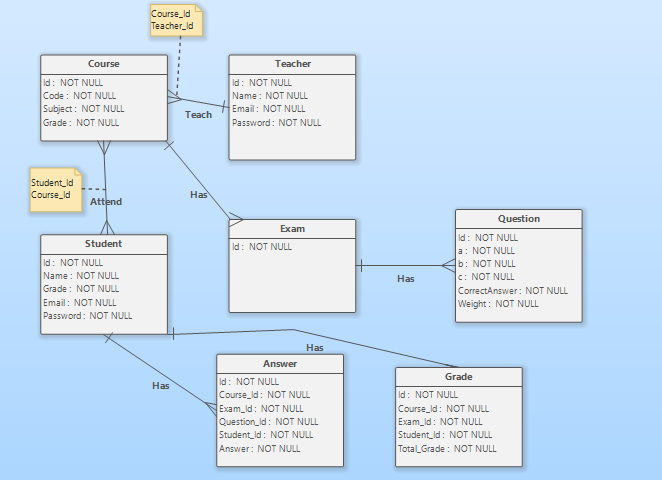 Course_Id
Teacher_Id
Course
Id : NOT NULL
Code : NOT NULL
Subject : NOT NULL
Grade : NOT NULL
Teacher
Id : NOT NULL
Name : NOT NULL
Email : NOT NULL
Password : NOT NULL
Teach
Student_Id
Course_Id
Attend
Has
Student
Id : NOT NULL
Name : NOT NULL
Grade : NOT NULL
Email : NOT NULL
Password : NOT NULL
Exam
Id : NOT NULL
Has
Question
Id : NOT NULL
a : NOT NULL
b : NOT NULL
c : NOT NULL
CorrectAnswer : NOT NULL
Weight : NOT NULL
Has
Has
Answer
Id : NOT NULL
Course_Id : NOT NULL
Exam_Id : NOT NULL
Question_Id : NOT NULL
Student_Id : NOT NULL
Answer : NOT NULL
Grade
Id : NOT NULL
Course_Id : NOT NULL
Exam_Id : NOT NULL
Student_Id : NOT NULL
Total_Grade : NOT NULL